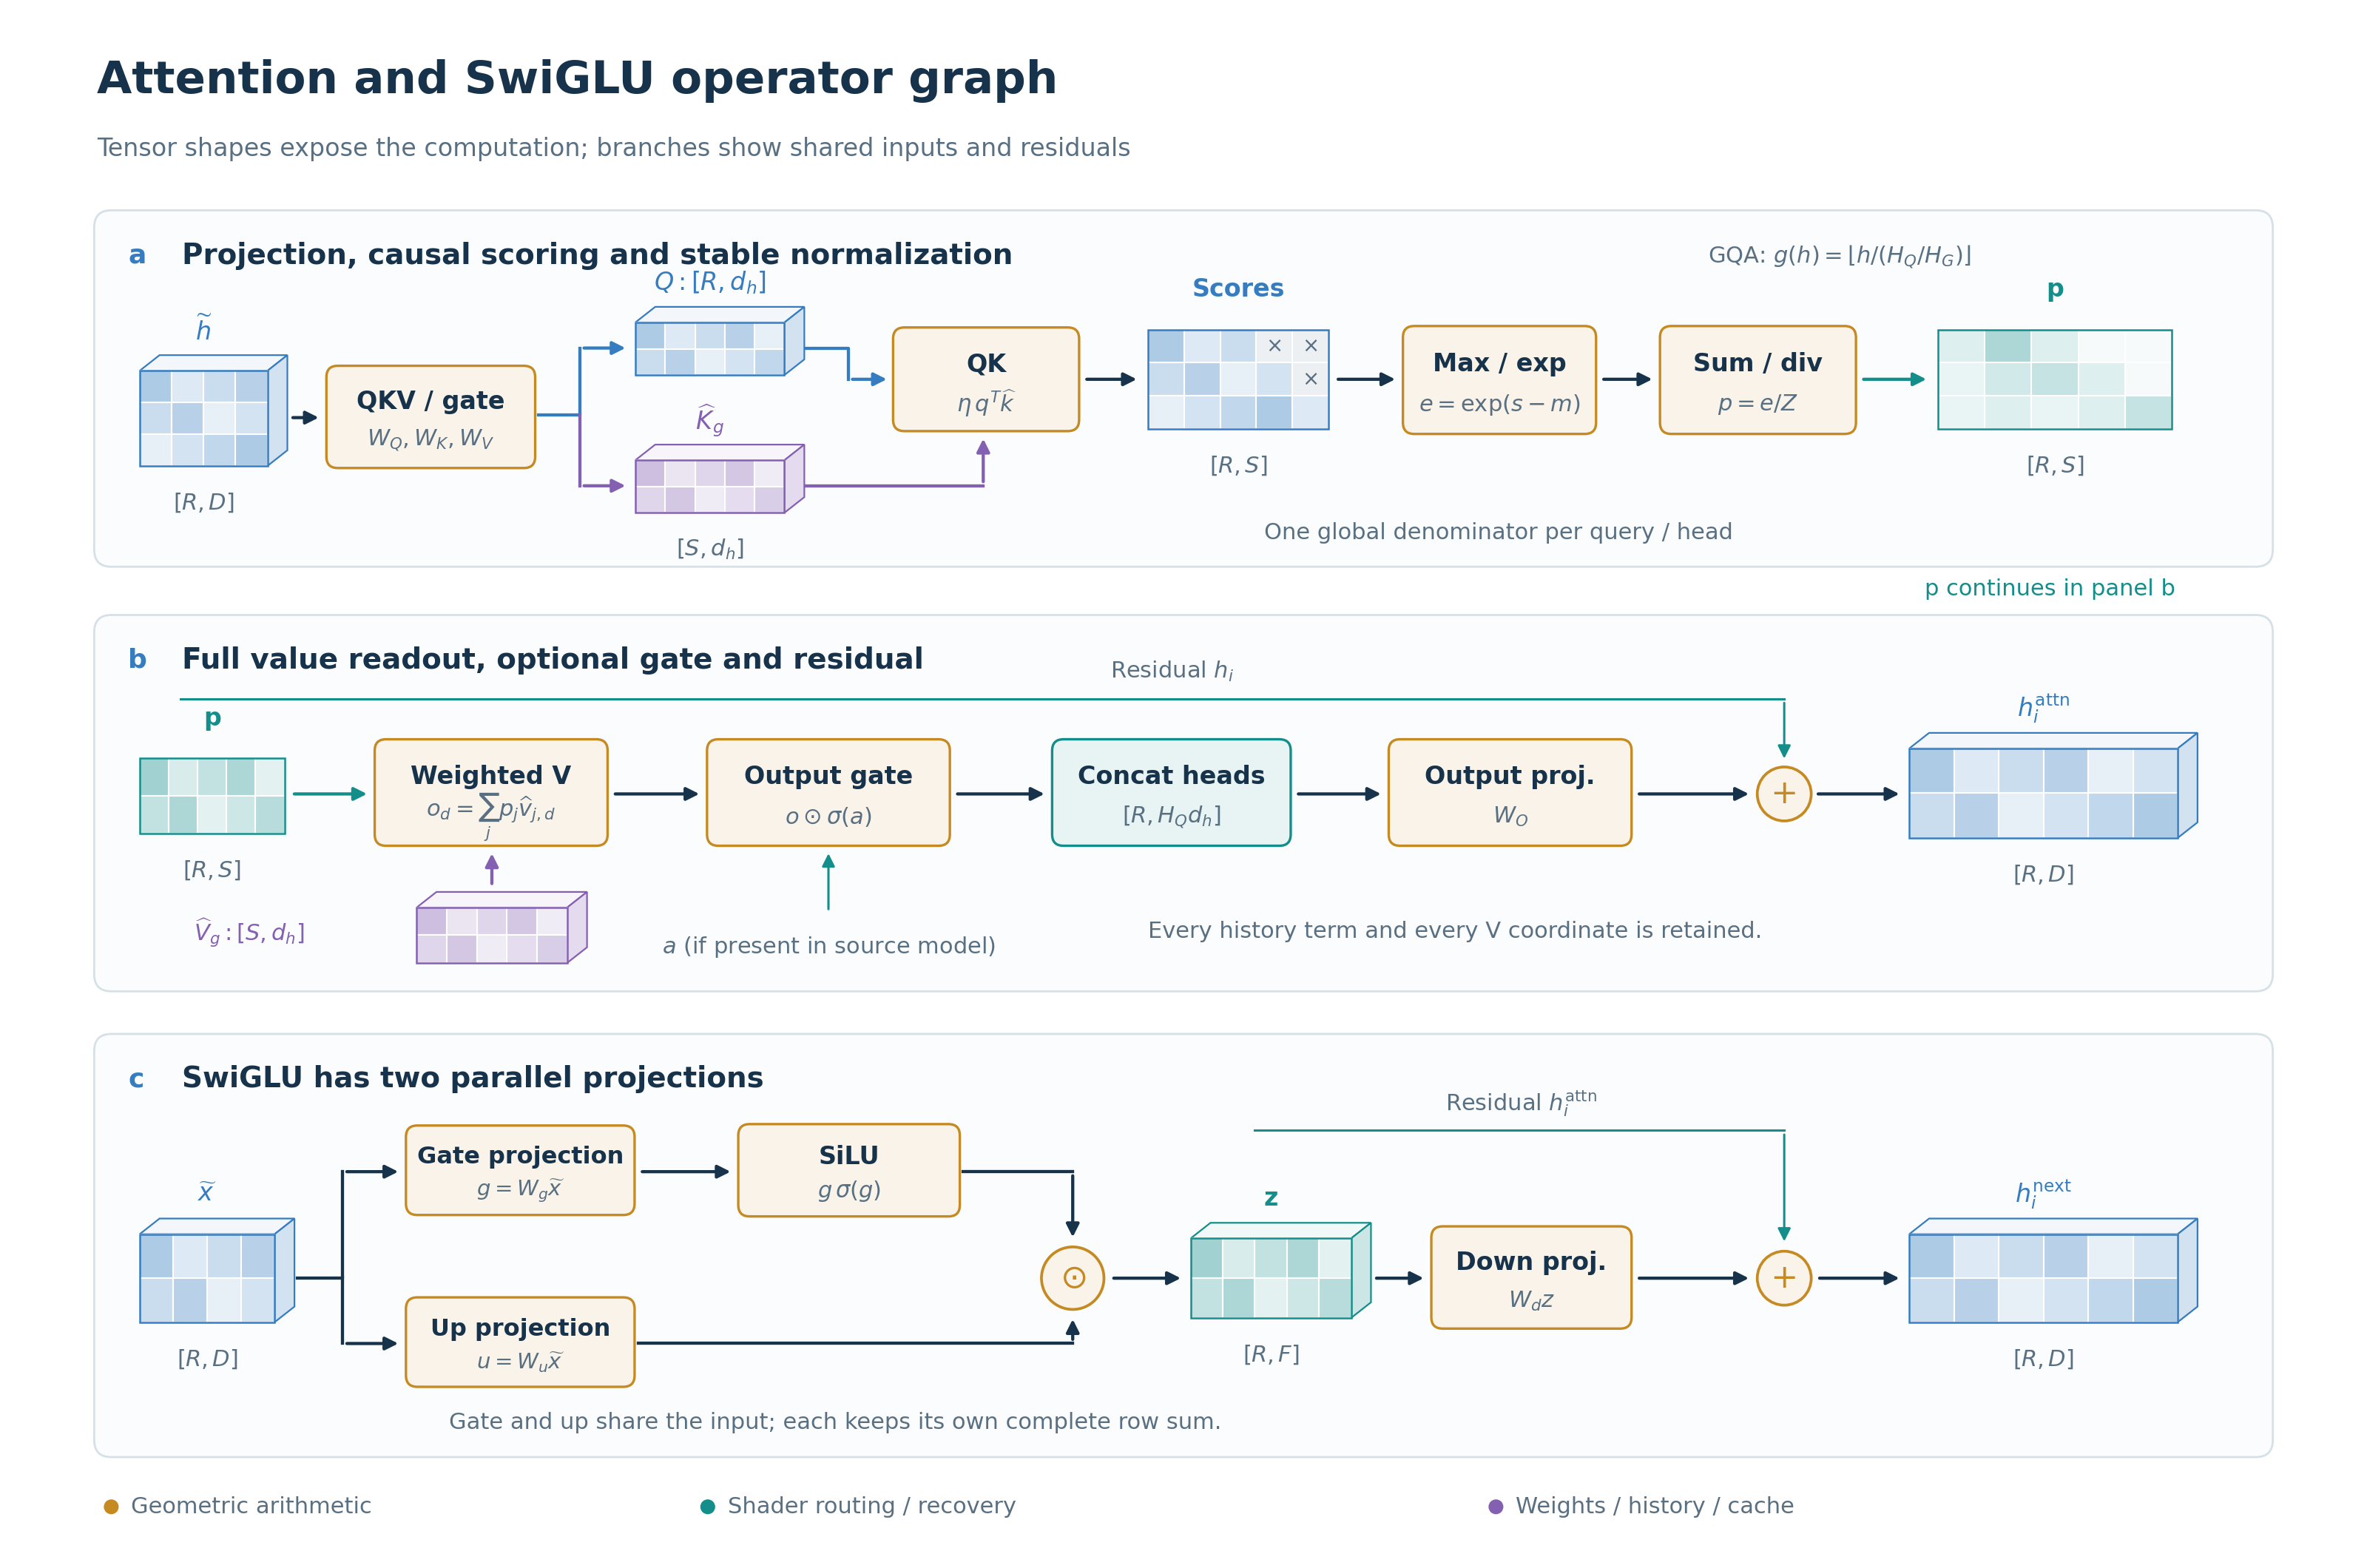 Attention and SwiGLU operator graph
Tensor shapes expose the computation; branches show shared inputs and residuals
a Projection, causal scoring and stable normalization
GQA: g(h) = ⌊h/(H_Q/H_G)⌋
Q : [R, d_h]
Scores
p
h̃
QKV / gate
W_Q, W_K, W_V
K̂_g
QK
η q^T k̂
× ×
×
Max / exp
e = exp(s − m)
Sum / div
p = e/Z
[R, D]
[S, d_h]
[R, S]
[R, S]
One global denominator per query / head
p continues in panel b
b Full value readout, optional gate and residual
Residual h_i
p
h_i^attn
Weighted V
o_d = ∑_j p_j v̂_{j,d}
Output gate
o ⊙ σ(a)
Concat heads
[R, H_Q d_h]
Output proj.
W_O
+
[R, S]
[R, D]
V̂_g : [S, d_h]
a (if present in source model)
Every history term and every V coordinate is retained.
c SwiGLU has two parallel projections
Residual h_i^attn
Gate projection
g = W_g x̃
SiLU
g σ(g)
x̃
z
h_i^next
⊙
Down proj.
W_d z
+
Up projection
u = W_u x̃
[R, D]
[R, F]
[R, D]
Gate and up share the input; each keeps its own complete row sum.
Geometric arithmetic
Shader routing / recovery
Weights / history / cache